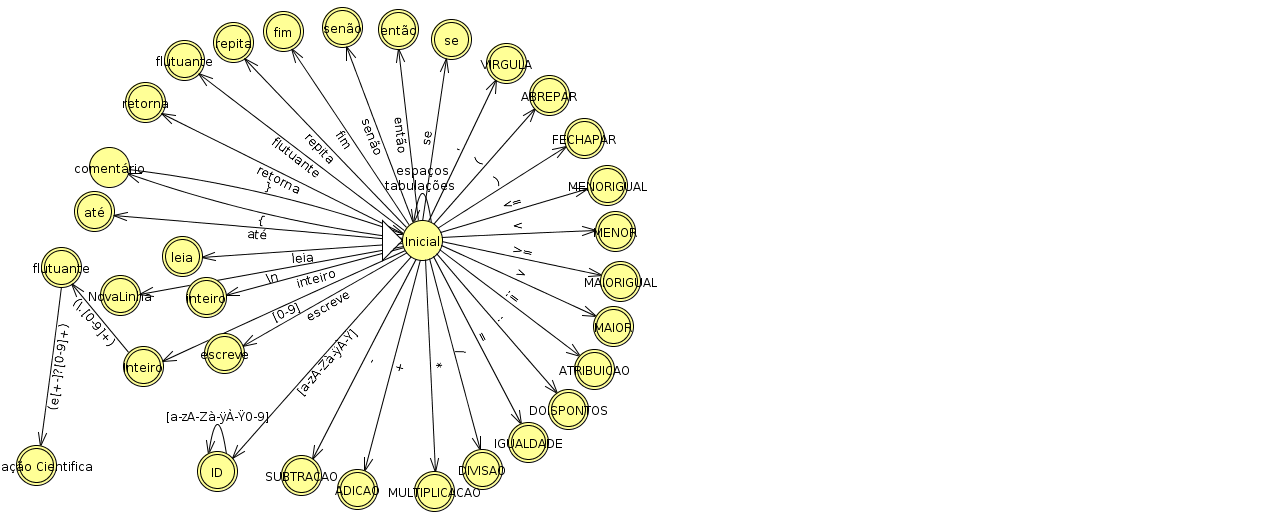 senão
então
fim
se
repita
flutuante
VIRGULA
ABREPAR
retorna
FECHAPAR
comentário
MENORIGUAL
até
MENOR
leia
Inicial
flutuante
MAIORIGUAL
NovaLinha
inteiro
MAIOR
escreve
Inteiro
ATRIBUICAO
DOISPONTOS
IGUALDADE
ação Cientifica
ID
SUBTRACAO
ADICAO
MULTIPLICACAO
DIVISAO
se
então
senão
fim
repita
flutuante
retorna
}
{
até
leia
\n
inteiro
[0-9]
escreve
espaços
tabulações
(
)
<=
<
>=
>
:=
:
=
/
*
+
-
[a-zA-Zà-ÿÀ-Ÿ]
[a-zA-Zà-ÿÀ-Ÿ0-9]
(\.[0-9]+)
(e[+-]?[0-9]+)